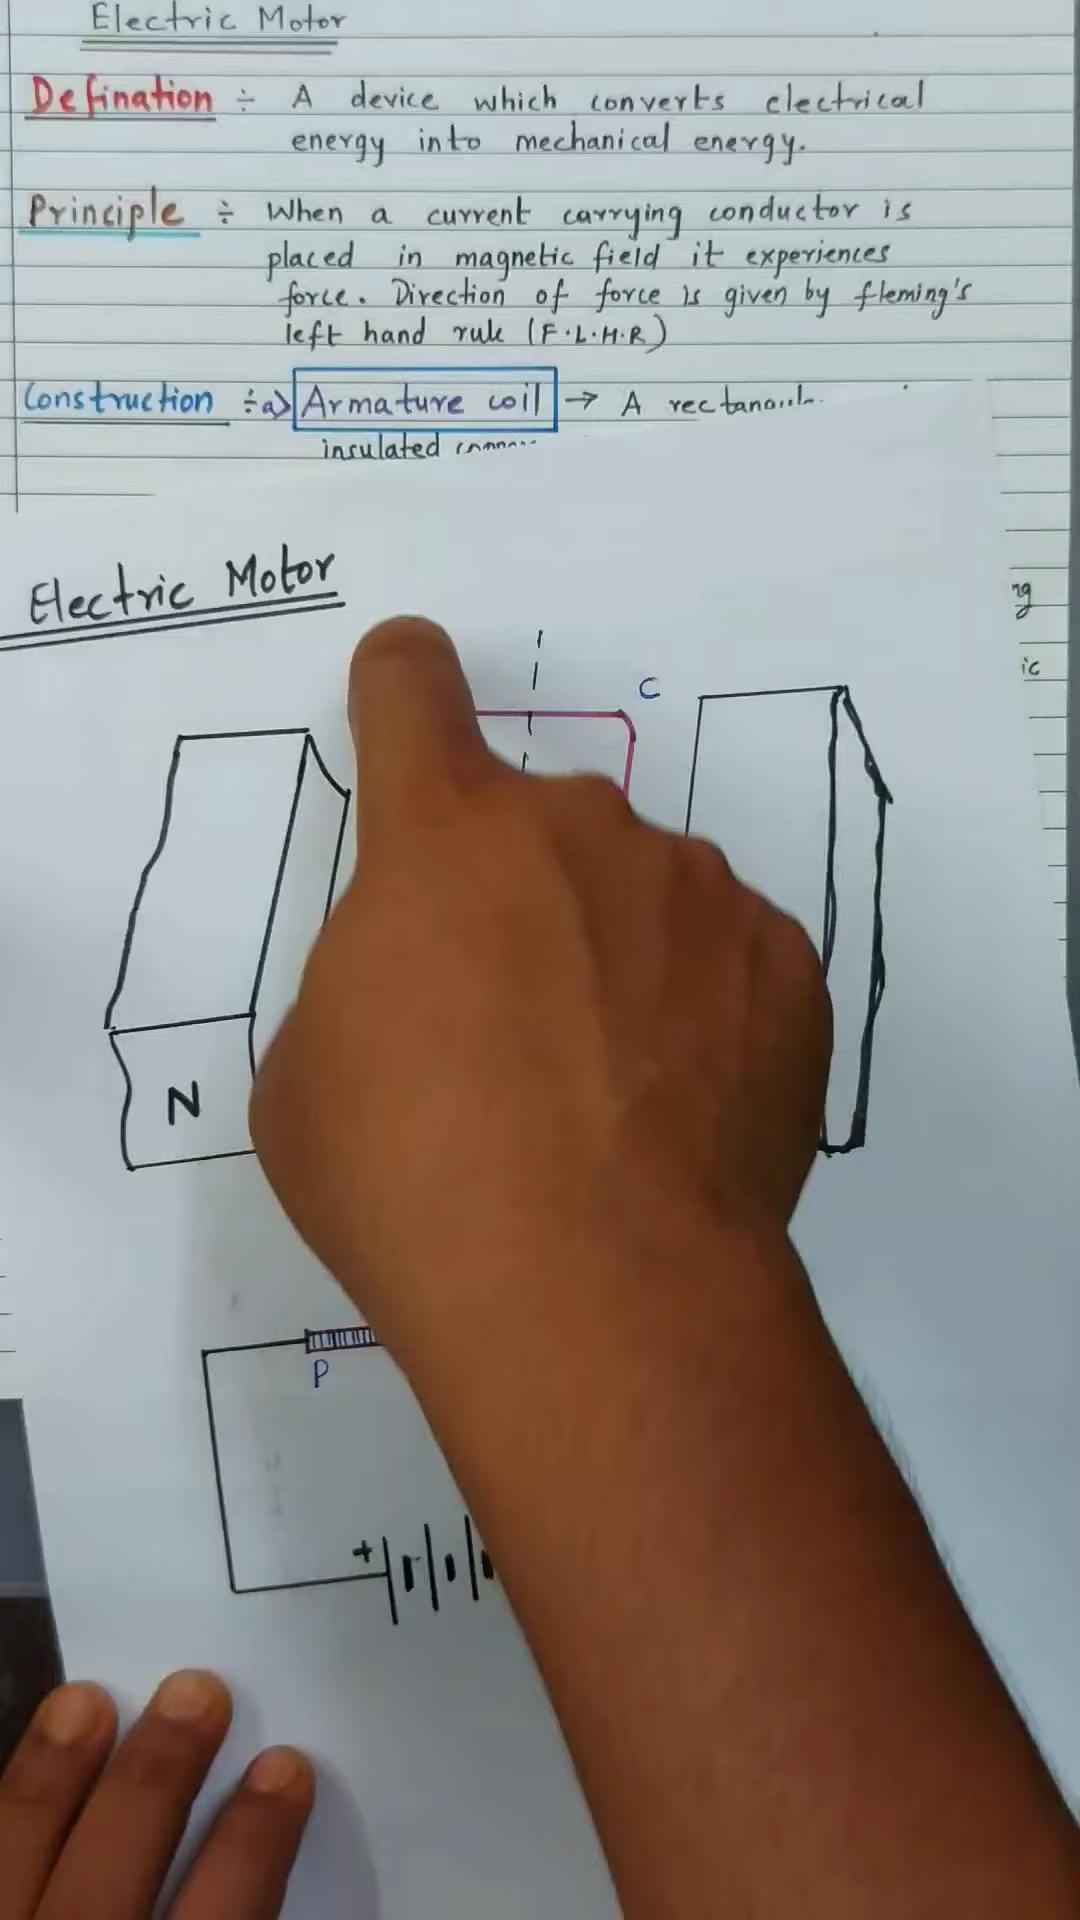 Electric Motor
Defination ÷ A device which converts electrical
energy into mechanical energy.
Principle ÷ When a current carrying conductor is
placed in magnetic field it experiences
force. Direction of force is given by fleming's
left hand rule (F.L.H.R)
Construction ÷ a) Armature coil → A
insulated
Electric Motor
ng
ic
C
N
P
+